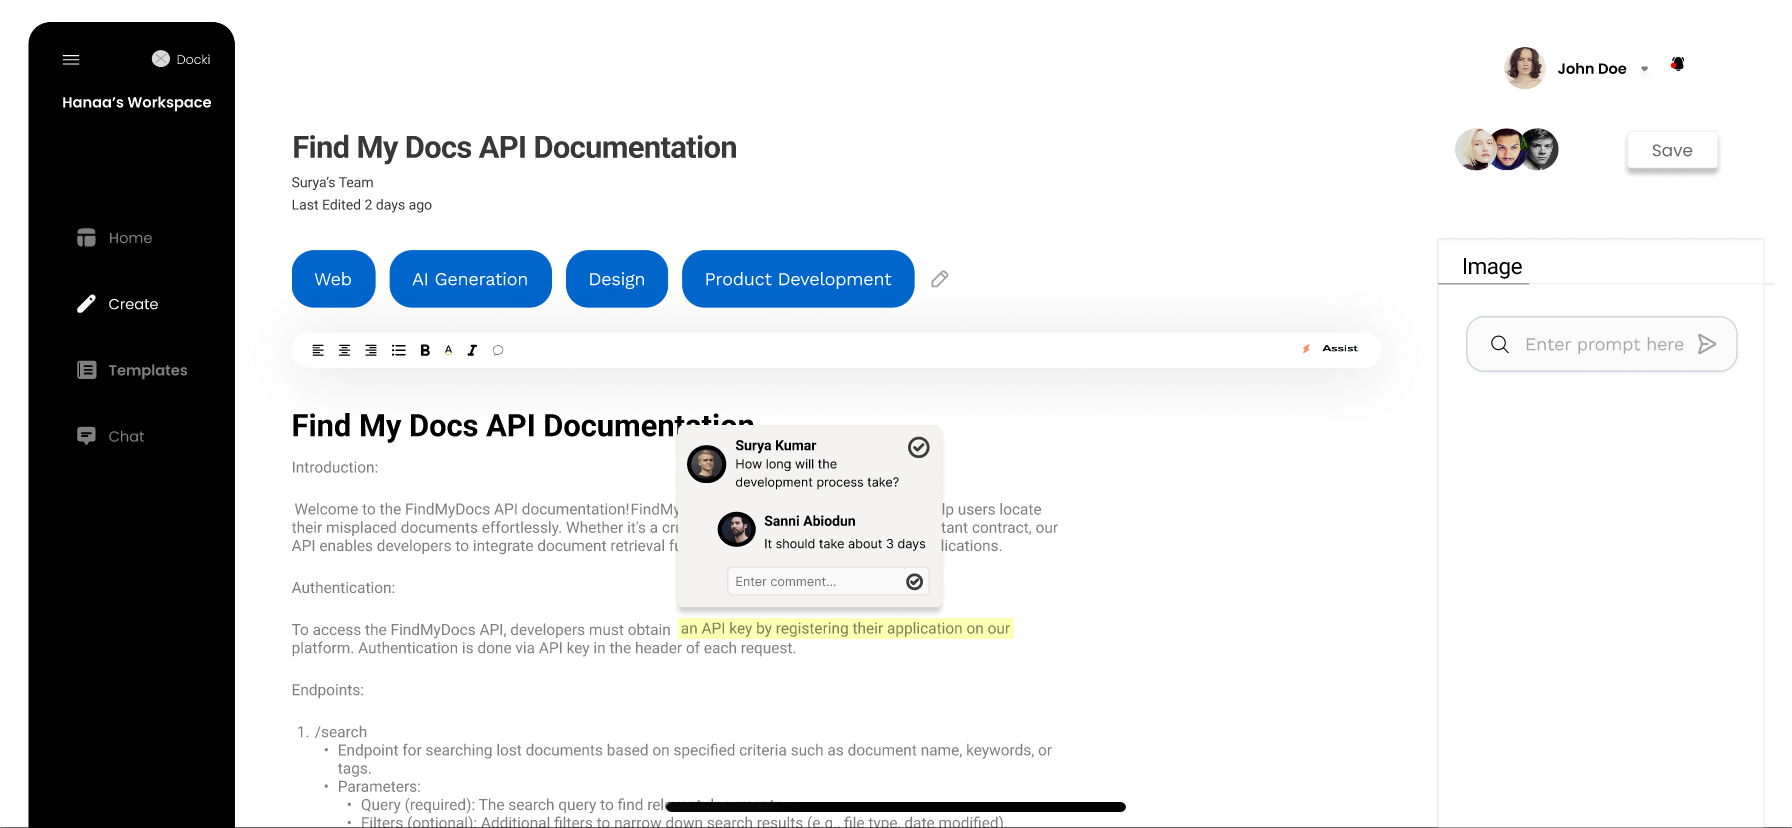 Docki
Hanaa's Workspace
Home
Create
Templates
Chat
John Doe
Find My Docs API Documentation
Surya's Team
Last Edited 2 days ago
Save
Web
AI Generation
Design
Product Development
B A I
Assist
Image
Enter prompt here
Find My Docs API Documentation
Introduction:
Welcome to the FindMyDocs API documentation!FindMy lp users locate
their misplaced documents effortlessly. Whether it's a cru tant contract, our
API enables developers to integrate document retrieval fu lications.
Surya Kumar
How long will the
development process take?
Sanni Abiodun
It should take about 3 days
Enter comment...
Authentication:
To access the FindMyDocs API, developers must obtain an API key by registering their application on our
platform. Authentication is done via API key in the header of each request.
Endpoints:
1. /search
• Endpoint for searching lost documents based on specified criteria such as document name, keywords, or
tags.
• Parameters:
• Query (required): The search query to find relevant documents.
• Filters (optional): Additional filters to narrow down search results (e.g., file type, date modified).